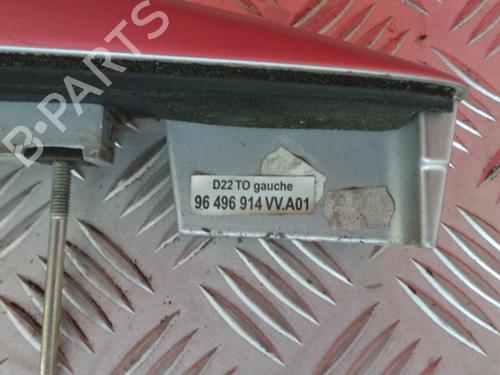 B-PARTS
D22 TO gauche
96 496 914 VV.A01